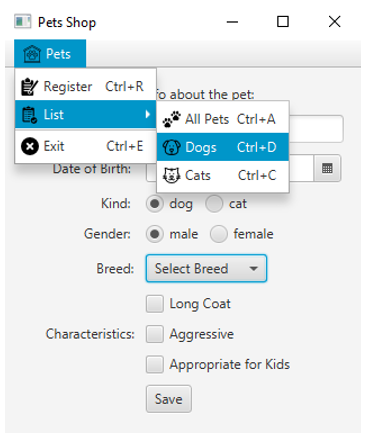 Pets Shop
Pets
Register Ctrl+R
fo about the pet:
List
All Pets Ctrl+A
Exit Ctrl+E
Dogs Ctrl+D
Date of Birth:
Cats Ctrl+C
Kind: dog cat
Gender: male female
Breed: Select Breed
Long Coat
Characteristics: Aggressive
Appropriate for Kids
Save